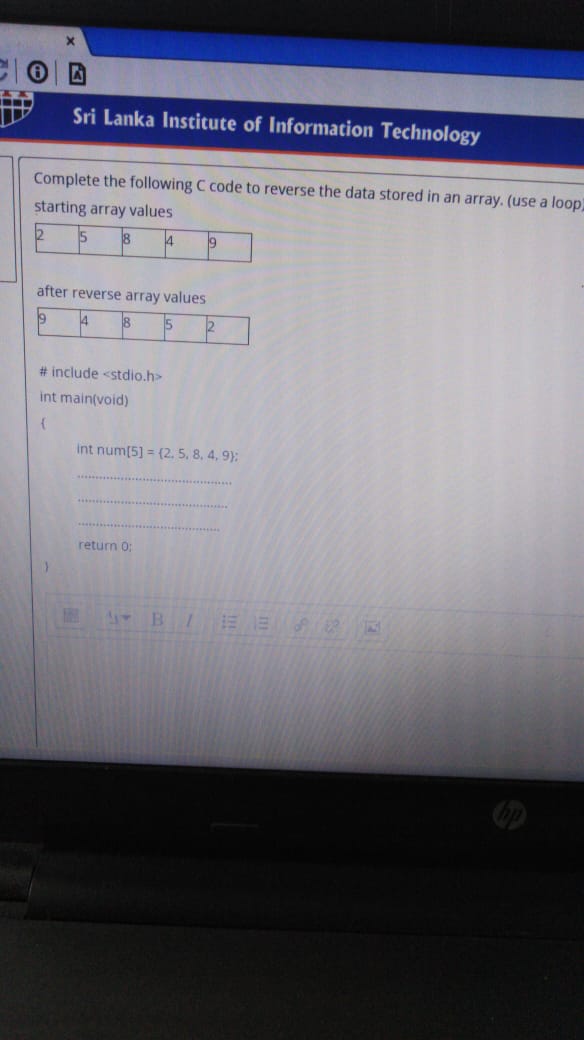 Sri Lanka Institute of Information Technology
Complete the following C code to reverse the data stored in an array. (use a loop)
starting array values
2 5 8 4 9
after reverse array values
9 4 8 5 2
# include <stdio.h>
int main(void)
{
int num[5] = {2, 5, 8, 4, 9};
............................................
...........................................
........................................
return 0;
}
B I
hp